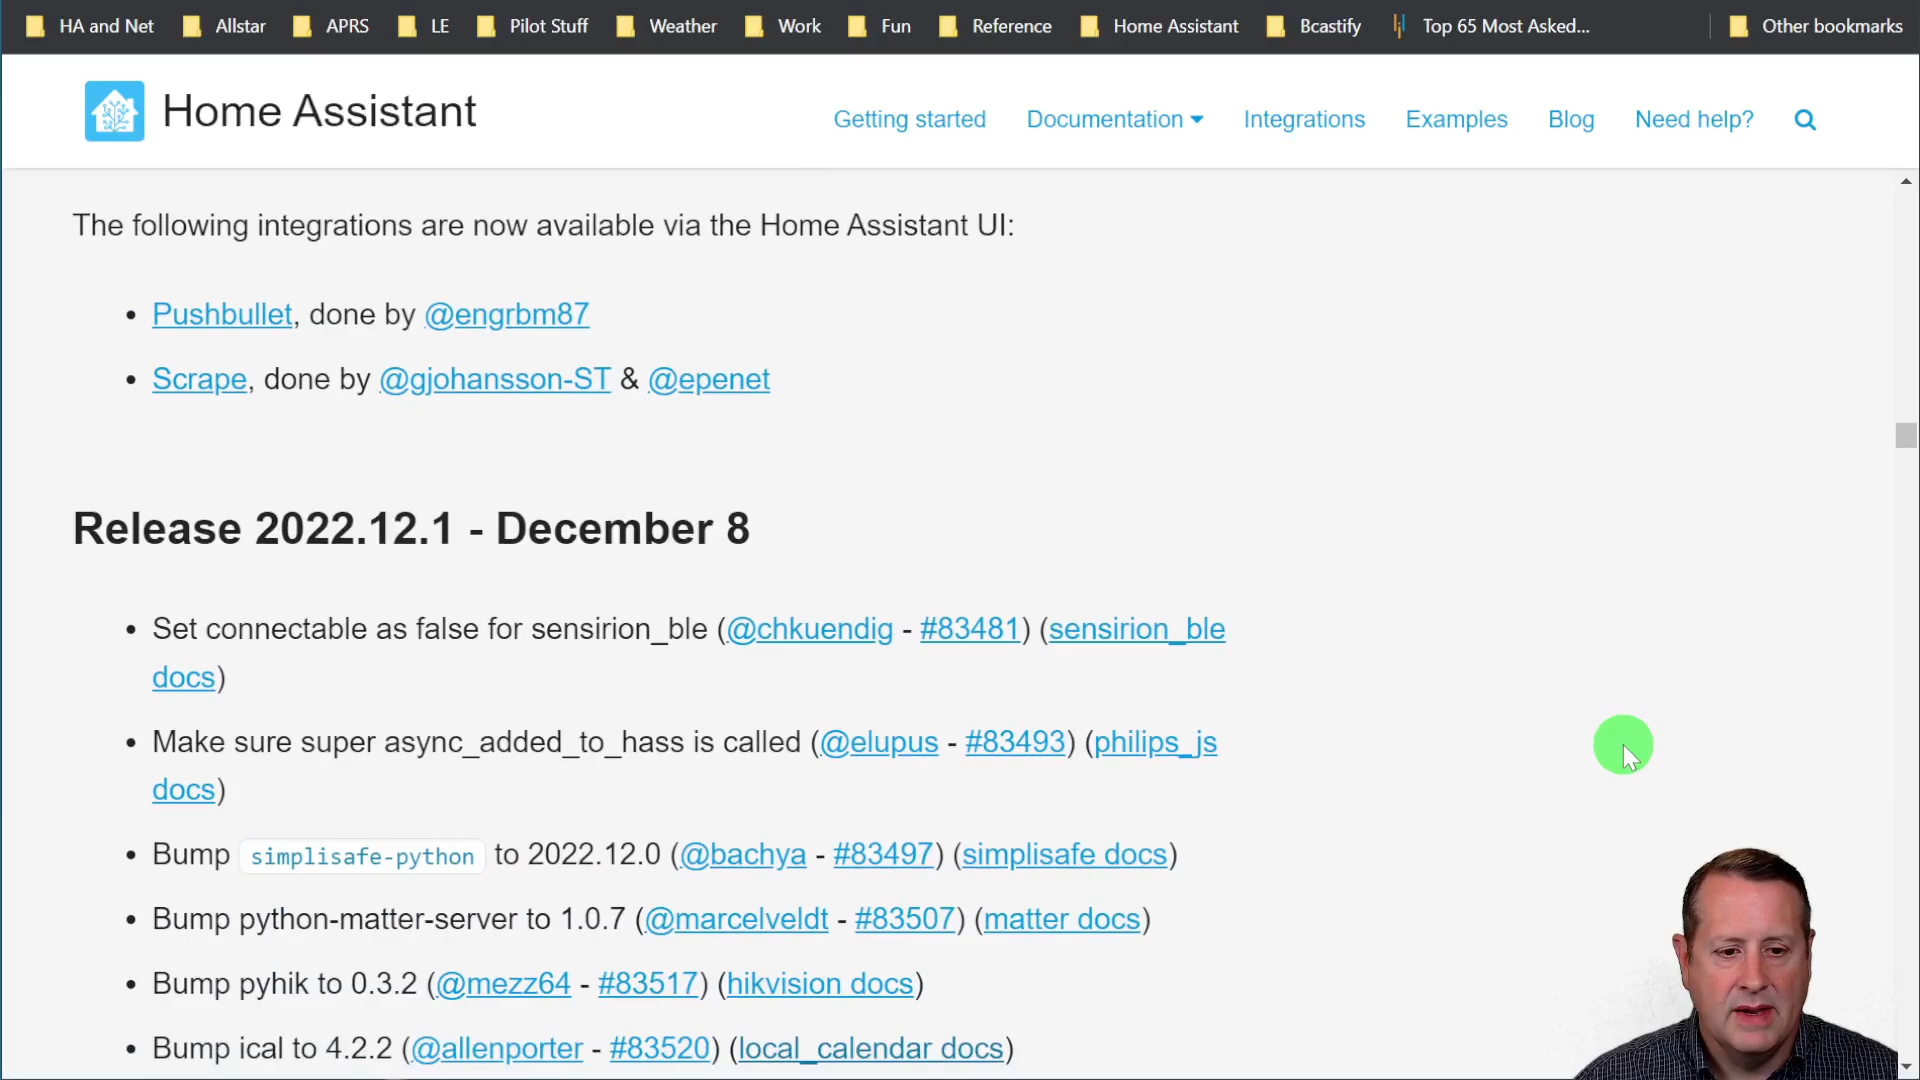 HA and Net Allstar APRS LE Pilot Stuff Weather Work Fun Reference Home Assistant Bcastify Top 65 Most Asked... Other bookmarks
Home Assistant
Getting started Documentation Integrations Examples Blog Need help?
The following integrations are now available via the Home Assistant UI:
• Pushbullet, done by @engrbm87
• Scrape, done by @gjohansson-ST & @epenet
Release 2022.12.1 - December 8
• Set connectable as false for sensirion_ble (@chkuendig - #83481) (sensirion_ble
docs)
• Make sure super async_added_to_hass is called (@elupus - #83493) (philips_js
docs)
• Bump simplisafe-python to 2022.12.0 (@bachya - #83497) (simplisafe docs)
• Bump python-matter-server to 1.0.7 (@marcelveldt - #83507) (matter docs)
• Bump pyhik to 0.3.2 (@mezz64 - #83517) (hikvision docs)
• Bump ical to 4.2.2 (@allenporter - #83520) (local_calendar docs)